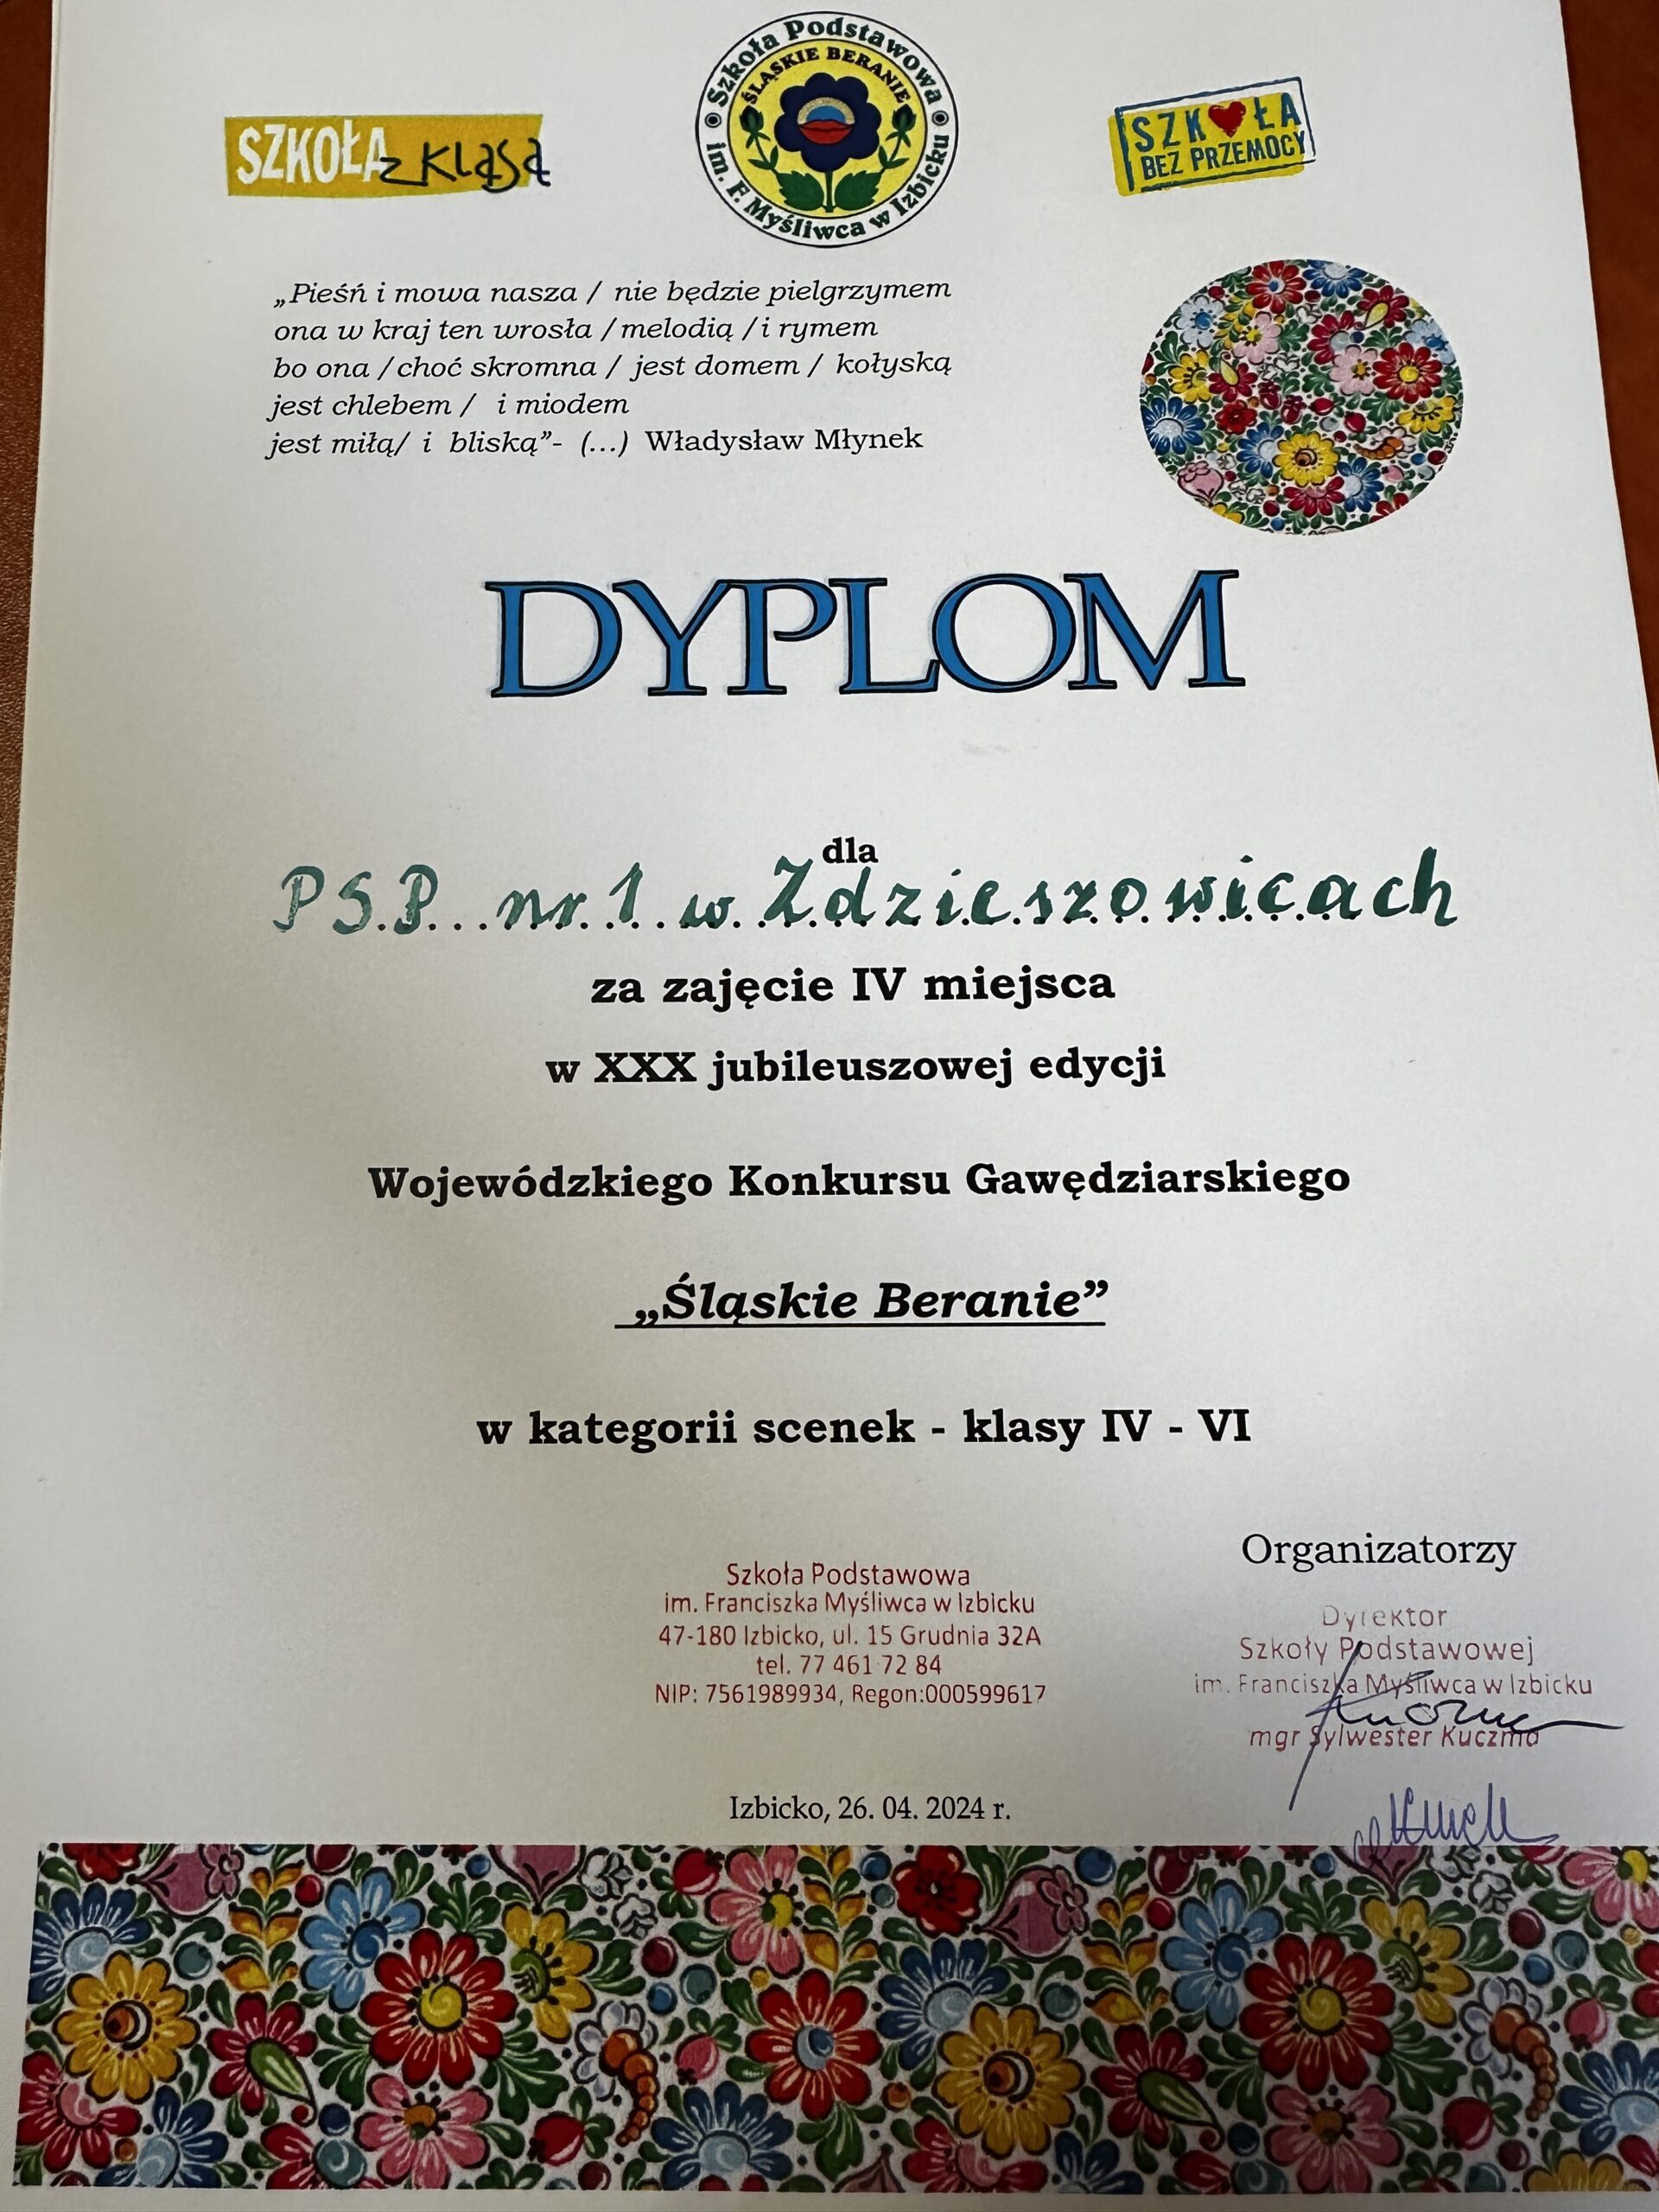 SZKOŁA z klasą
Szkoła Podstawowa
ŚLĄSKIE BERANIE
im. F. Myśliwca w Izbicku
SZK ŁA
BEZ PRZEMOCY
„Pieśń i mowa nasza / nie będzie pielgrzymem
ona w kraj ten wrosła / melodią / i rymem
bo ona / choć skromna / jest domem / kołyską
jest chlebem / i miodem
jest miłą/ i bliską”- (...) Władysław Młynek
DYPLOM
dla
PSP nr 1 w Zdzieszowicach
za zajęcie IV miejsca
w XXX jubileuszowej edycji
Wojewódzkiego Konkursu Gawędziarskiego
„Śląskie Beranie”
w kategorii scenek - klasy IV - VI
Szkoła Podstawowa
im. Franciszka Myśliwca w Izbicku
47-180 Izbicko, ul. 15 Grudnia 32A
tel. 77 461 72 84
NIP: 7561989934, Regon:000599617
Organizatorzy
Dyrektor
Szkoły Podstawowej
im. Franciszka Myśliwca w Izbicku
mgr Sylwester Kuczma
Izbicko, 26. 04. 2024 r.